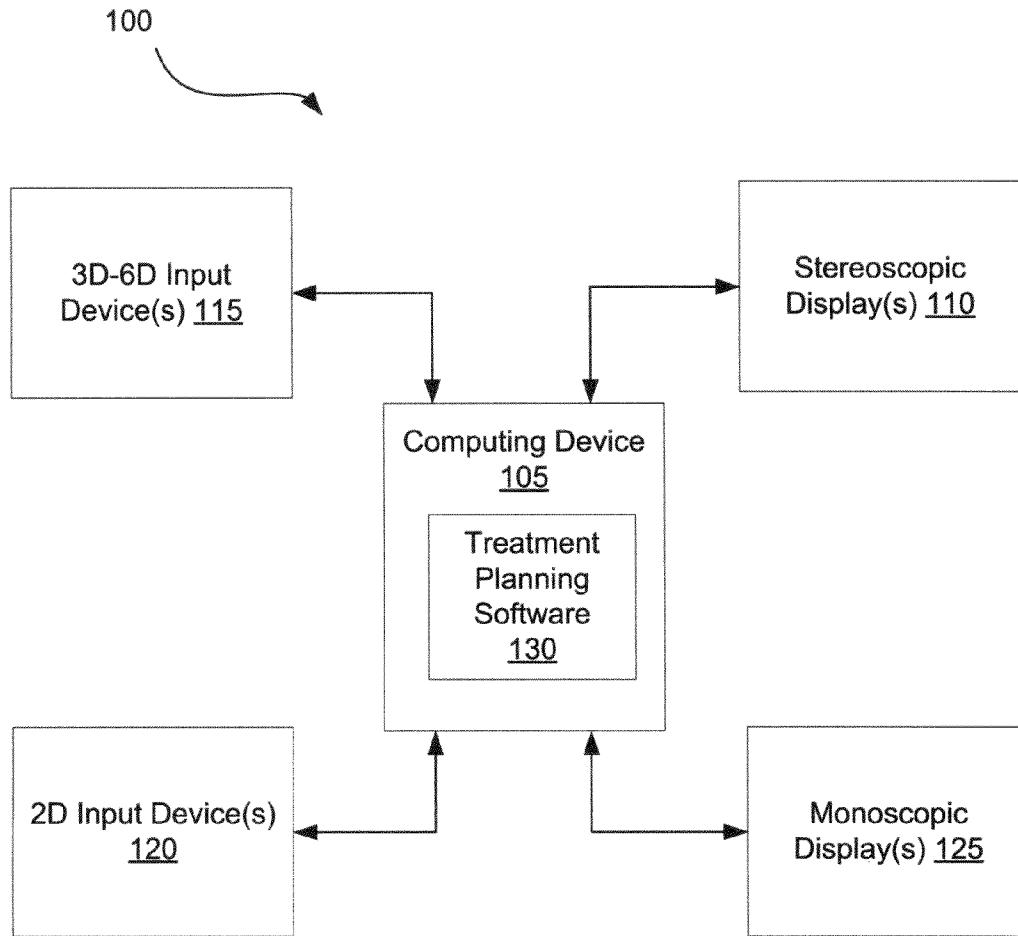 100
3D-6D Input
Device(s) 115
Stereoscopic
Display(s) 110
Computing Device
105
Treatment
Planning
Software
130
2D Input Device(s)
120
Monoscopic
Display(s) 125